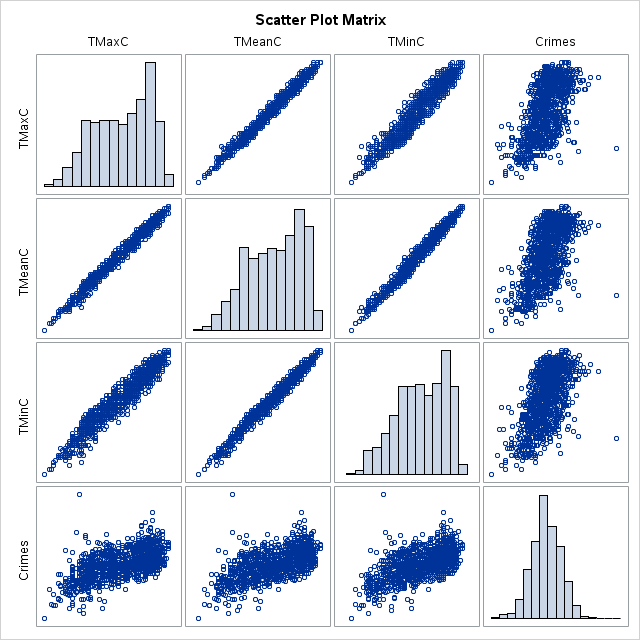 Scatter Plot Matrix
TMaxC TMeanC TMinC Crimes
TMaxC
TMeanC
TMinC
Crimes